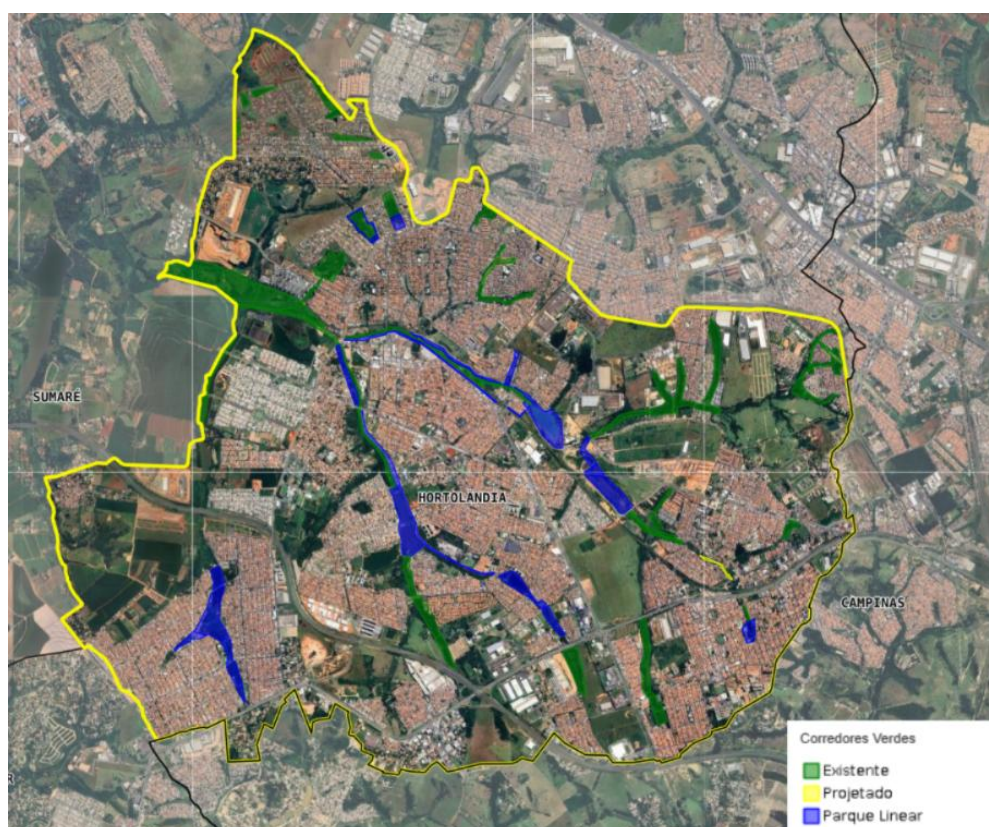 SUMARÉ
HORTOLANDIA
CAMPINAS
R
Corredores Verdes
Existente
Projetado
Parque Linear